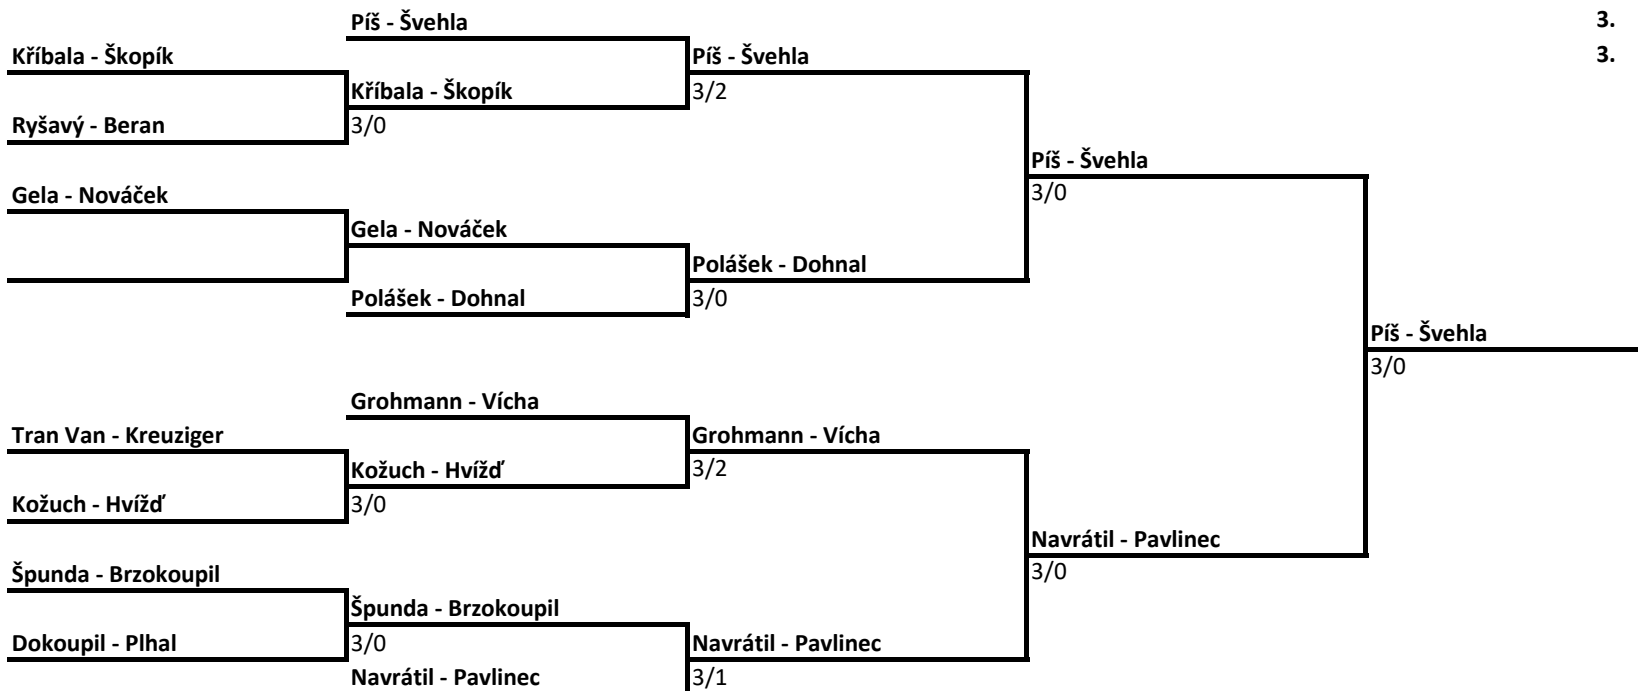 Píš - Švehla
3.
Kříbala - Škopík
Píš - Švehla
3.
Kříbala - Škopík
3/2
Ryšavý - Beran
3/0
Píš - Švehla
Gela - Nováček
3/0
Gela - Nováček
Polášek - Dohnal
Polášek - Dohnal
3/0
Píš - Švehla
3/0
Grohmann - Vícha
Tran Van - Kreuziger
Grohmann - Vícha
Kožuch - Hvížď
3/2
Kožuch - Hvížď
3/0
Navrátil - Pavlinec
Špunda - Brzokoupil
3/0
Špunda - Brzokoupil
Dokoupil - Plhal
3/0
Navrátil - Pavlinec
Navrátil - Pavlinec
3/1